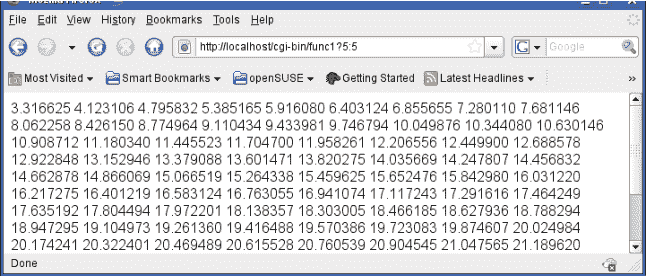 Mozilla Firefox
File Edit View History Bookmarks Tools Help
http://localhost/cgi-bin/func1?5:5 Google
Most Visited Smart Bookmarks openSUSE Getting Started Latest Headlines »
3.316625 4.123106 4.795832 5.385165 5.916080 6.403124 6.855655 7.280110 7.681146
8.062258 8.426150 8.774964 9.110434 9.433981 9.746794 10.049876 10.344080 10.630146
10.908712 11.180340 11.445523 11.704700 11.958261 12.206556 12.449900 12.688578
12.922848 13.152946 13.379088 13.601471 13.820275 14.035669 14.247807 14.456832
14.662878 14.866069 15.066519 15.264338 15.459625 15.652476 15.842980 16.031220
16.217275 16.401219 16.583124 16.763055 16.941074 17.117243 17.291616 17.464249
17.635192 17.804494 17.972201 18.138357 18.303005 18.466185 18.627936 18.788294
18.947295 19.104973 19.261360 19.416488 19.570386 19.723083 19.874607 20.024984
20.174241 20.322401 20.469489 20.615528 20.760539 20.904545 21.047565 21.189620
Done